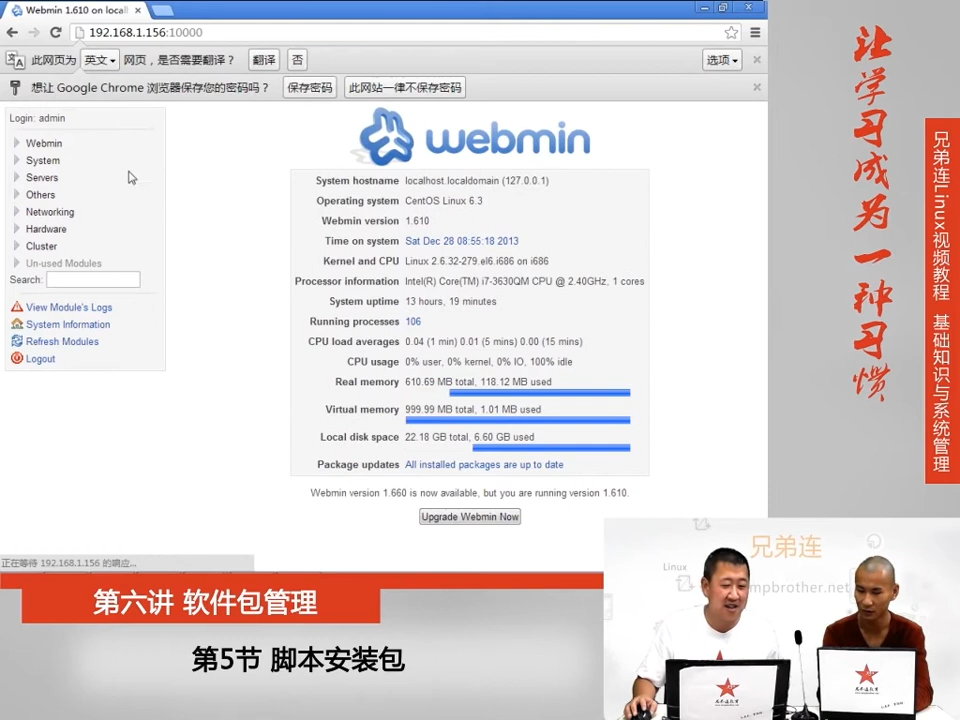 Webmin 1.610 on local
192.168.1.156:10000
此网页为 英文 网页，是否需要翻译？ 翻译 否 选项
想让 Google Chrome 浏览器保存您的密码吗？ 保存密码 此网站一律不保存密码
Login: admin
Webmin
System
Servers
Others
Networking
Hardware
Cluster
Un-used Modules
Search:
View Module's Logs
System Information
Refresh Modules
Logout
webmin
System hostname localhost.localdomain (127.0.0.1)
Operating system CentOS Linux 6.3
Webmin version 1.610
Time on system Sat Dec 28 08:55:18 2013
Kernel and CPU Linux 2.6.32-279.el6.i686 on i686
Processor information Intel(R) Core(TM) i7-3630QM CPU @ 2.40GHz, 1 cores
System uptime 13 hours, 19 minutes
Running processes 106
CPU load averages 0.04 (1 min) 0.01 (5 mins) 0.00 (15 mins)
CPU usage 0% user, 0% kernel, 0% IO, 100% idle
Real memory 610.69 MB total, 118.12 MB used
Virtual memory 999.99 MB total, 1.01 MB used
Local disk space 22.18 GB total, 6.60 GB used
Package updates All installed packages are up to date
Webmin version 1.660 is now available, but you are running version 1.610.
Upgrade Webmin Now
正在等待 192.168.1.156 的响应...
让学习成为一种习惯
兄弟连Linux视频教程 基础知识与系统管理
第六讲 软件包管理
第5节 脚本安装包
兄弟连
Linux
mpbrother.net